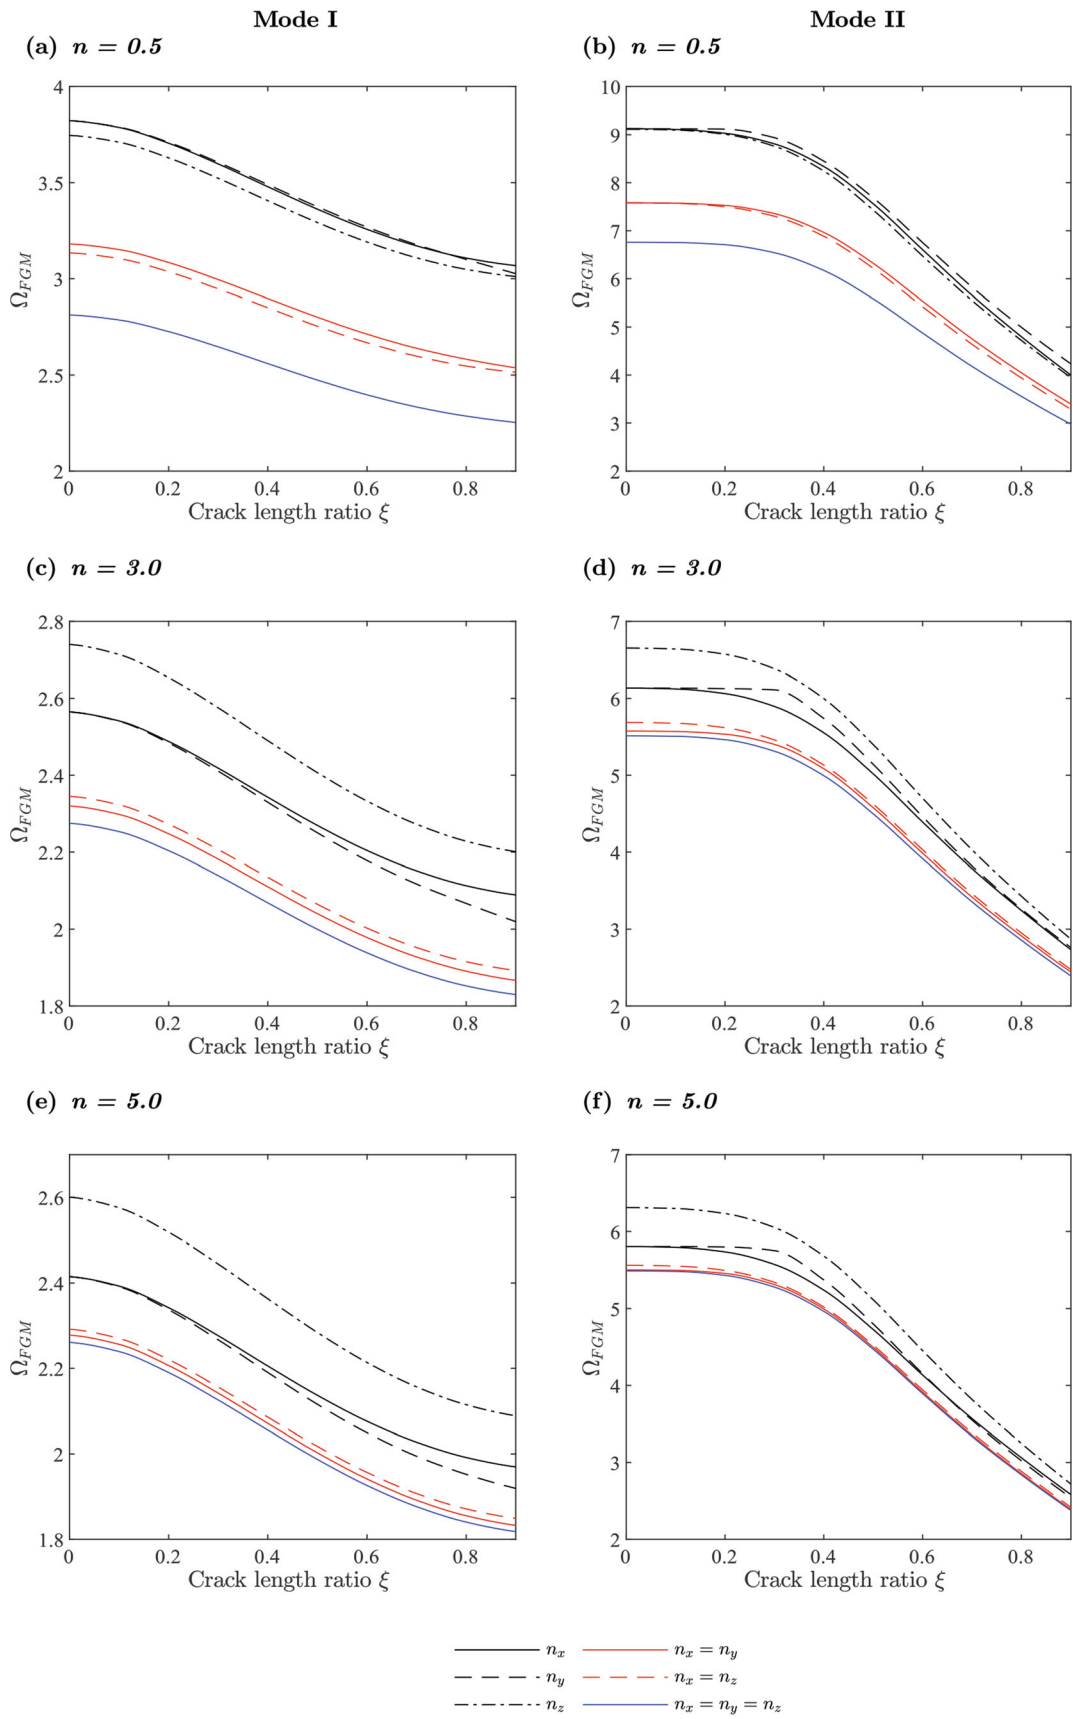 Mode I Mode II
(a) n = 0.5 (b) n = 0.5
4
3.5
3
2.5
2
Ω_FGM
0 0.2 0.4 0.6 0.8
Crack length ratio ξ
10
9
8
7
6
5
4
3
2
Ω_FGM
0 0.2 0.4 0.6 0.8
Crack length ratio ξ
(c) n = 3.0 (d) n = 3.0
2.8
2.6
2.4
2.2
2
1.8
Ω_FGM
0 0.2 0.4 0.6 0.8
Crack length ratio ξ
7
6
5
4
3
2
Ω_FGM
0 0.2 0.4 0.6 0.8
Crack length ratio ξ
(e) n = 5.0 (f) n = 5.0
2.6
2.4
2.2
2
1.8
Ω_FGM
0 0.2 0.4 0.6 0.8
Crack length ratio ξ
7
6
5
4
3
2
Ω_FGM
0 0.2 0.4 0.6 0.8
Crack length ratio ξ
n_x n_x = n_y
n_y n_x = n_z
n_z n_x = n_y = n_z